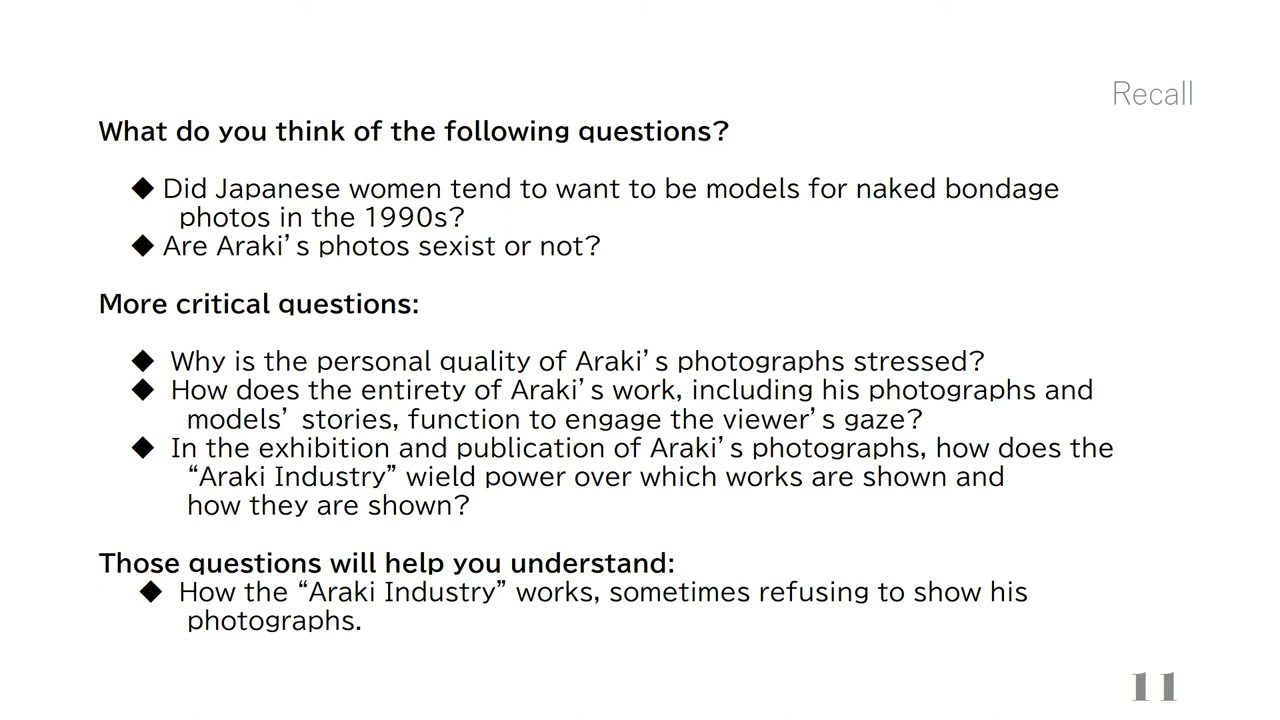 Recall
What do you think of the following questions?
◆ Did Japanese women tend to want to be models for naked bondage
photos in the 1990s?
◆ Are Araki’s photos sexist or not?
More critical questions:
◆ Why is the personal quality of Araki’s photographs stressed?
◆ How does the entirety of Araki’s work, including his photographs and
models’ stories, function to engage the viewer’s gaze?
◆ In the exhibition and publication of Araki’s photographs, how does the
“Araki Industry” wield power over which works are shown and
how they are shown?
Those questions will help you understand:
◆ How the “Araki Industry” works, sometimes refusing to show his
photographs.
11